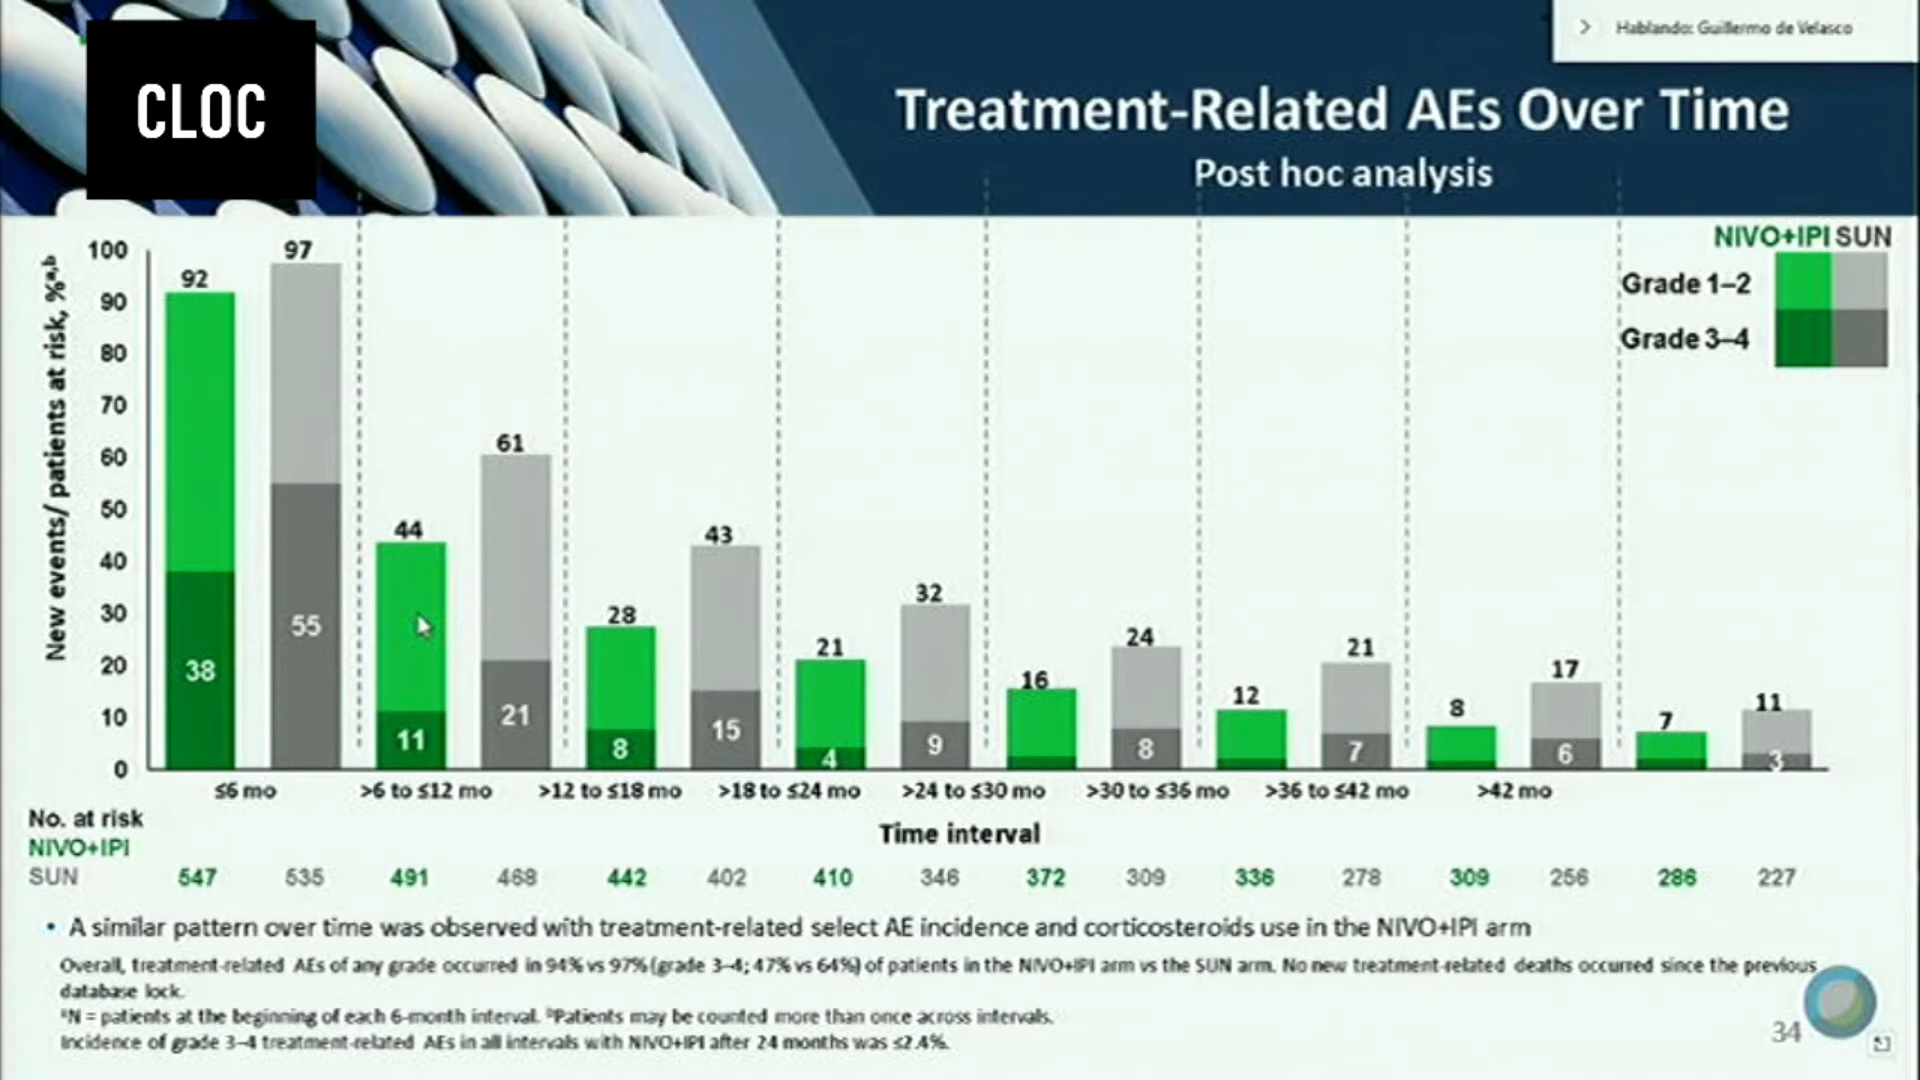 Hablando: Guillermo de Velasco
CLOC
Treatment-Related AEs Over Time
Post hoc analysis
NIVO+IPI SUN
Grade 1–2
Grade 3–4
New events/ patients at risk, %a,b
100
90
80
70
60
50
40
30
20
10
0
92 97 44 61 28 43 21 32 16 24 12 21 8 17 7 11
38 55 11 21 8 15 4 9 8 7 6 3
≤6 mo >6 to ≤12 mo >12 to ≤18 mo >18 to ≤24 mo >24 to ≤30 mo >30 to ≤36 mo >36 to ≤42 mo >42 mo
Time interval
No. at risk
NIVO+IPI
SUN
547 535 491 468 442 402 410 346 372 309 336 278 309 256 286 227
• A similar pattern over time was observed with treatment-related select AE incidence and corticosteroids use in the NIVO+IPI arm
Overall, treatment-related AEs of any grade occurred in 94% vs 97% (grade 3–4; 47% vs 64%) of patients in the NIVO+IPI arm vs the SUN arm. No new treatment-related deaths occurred since the previous
database lock.
aN = patients at the beginning of each 6-month interval. bPatients may be counted more than once across intervals.
Incidence of grade 3–4 treatment-related AEs in all intervals with NIVO+IPI after 24 months was ≤2.4%.
34